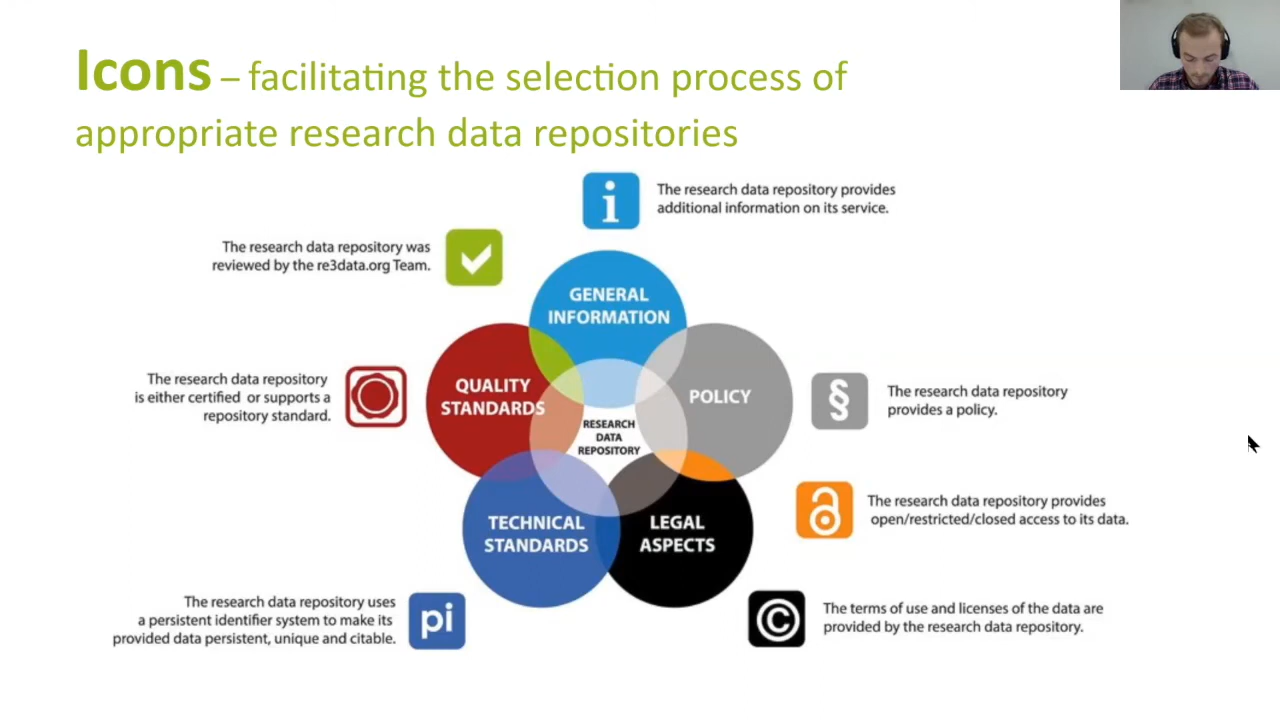 Icons – facilitating the selection process of
appropriate research data repositories
i
The research data repository provides
additional information on its service.
The research data repository was
reviewed by the re3data.org Team.
GENERAL
INFORMATION
The research data repository
is either certified or supports a
repository standard.
QUALITY
STANDARDS
POLICY
§
The research data repository
provides a policy.
RESEARCH
DATA
REPOSITORY
The research data repository provides
open/restricted/closed access to its data.
TECHNICAL
STANDARDS
LEGAL
ASPECTS
The research data repository uses
a persistent identifier system to make its
provided data persistent, unique and citable.
pi
©
The terms of use and licenses of the data are
provided by the research data repository.